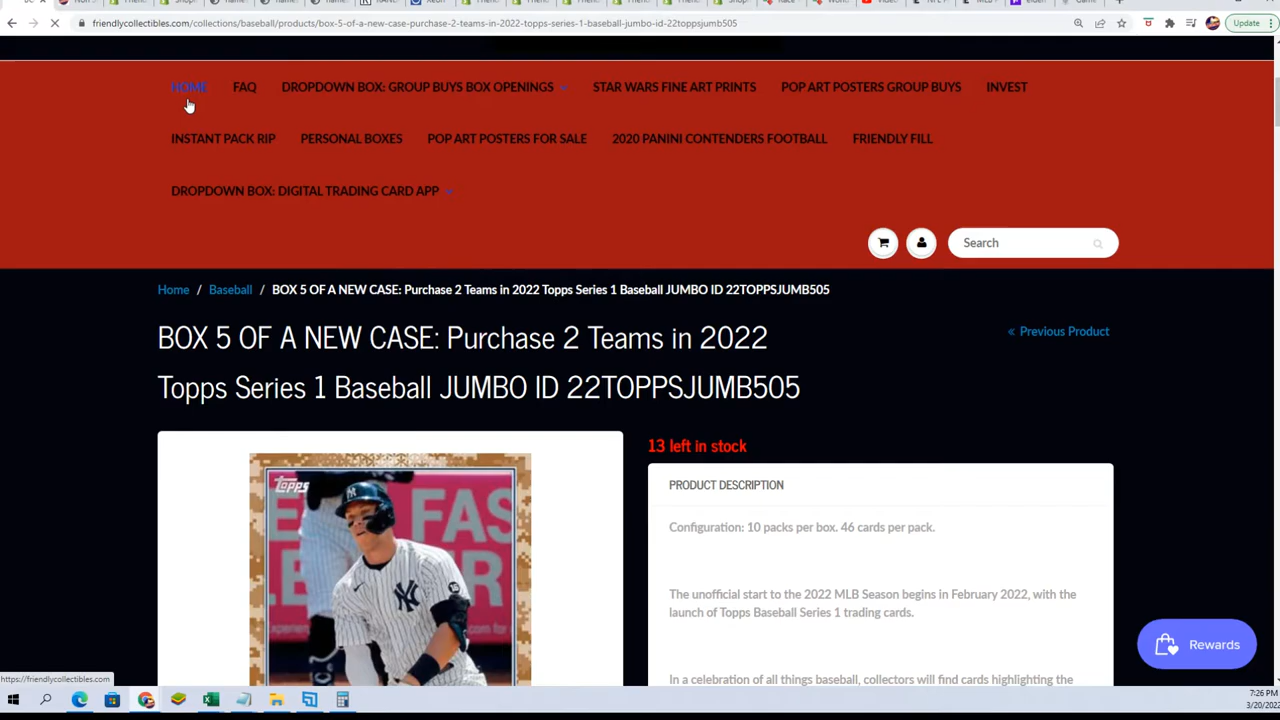 friendlycollectibles.com/collections/baseball/products/box-5-of-a-new-case-purchase-2-teams-in-2022-topps-series-1-baseball-jumbo-id-22toppsjumb505
Update
HOME FAQ DROPDOWN BOX: GROUP BUYS BOX OPENINGS STAR WARS FINE ART PRINTS POP ART POSTERS GROUP BUYS INVEST
INSTANT PACK RIP PERSONAL BOXES POP ART POSTERS FOR SALE 2020 PANINI CONTENDERS FOOTBALL FRIENDLY FILL
DROPDOWN BOX: DIGITAL TRADING CARD APP
Search
Home / Baseball / BOX 5 OF A NEW CASE: Purchase 2 Teams in 2022 Topps Series 1 Baseball JUMBO ID 22TOPPSJUMB505
« Previous Product
BOX 5 OF A NEW CASE: Purchase 2 Teams in 2022
Topps Series 1 Baseball JUMBO ID 22TOPPSJUMB505
13 left in stock
topps
PRODUCT DESCRIPTION
Configuration: 10 packs per box. 46 cards per pack.
The unofficial start to the 2022 MLB Season begins in February 2022, with the
launch of Topps Baseball Series 1 trading cards.
In a celebration of all things baseball, collectors will find cards highlighting the
Rewards
https://friendlycollectibles.com
7:26 PM
3/20/202